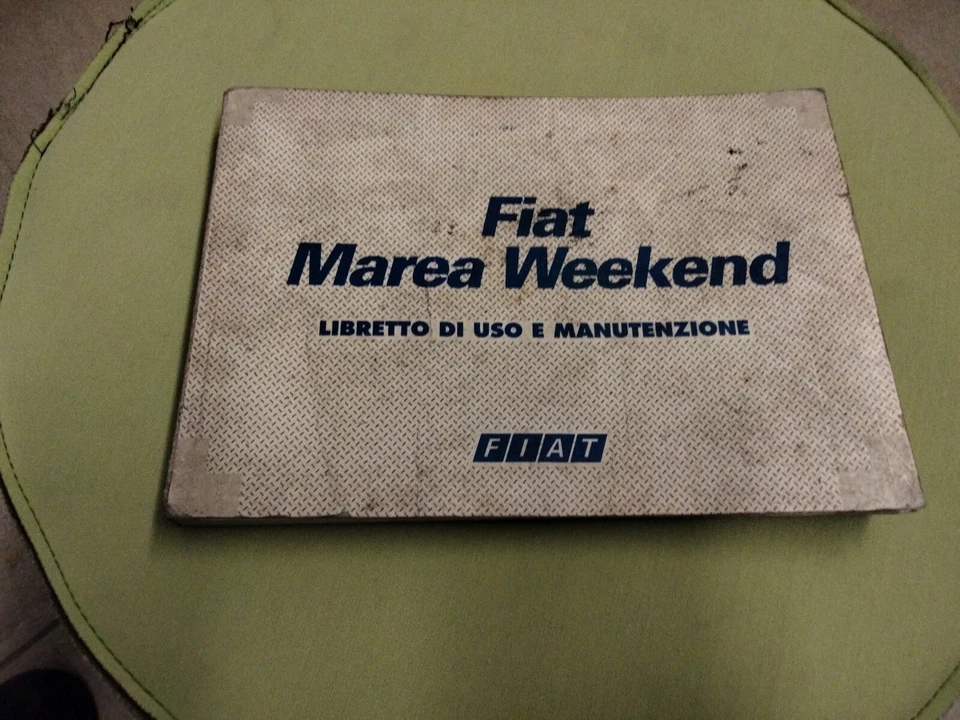 Fiat
Marea Weekend
LIBRETTO DI USO E MANUTENZIONE
FIAT